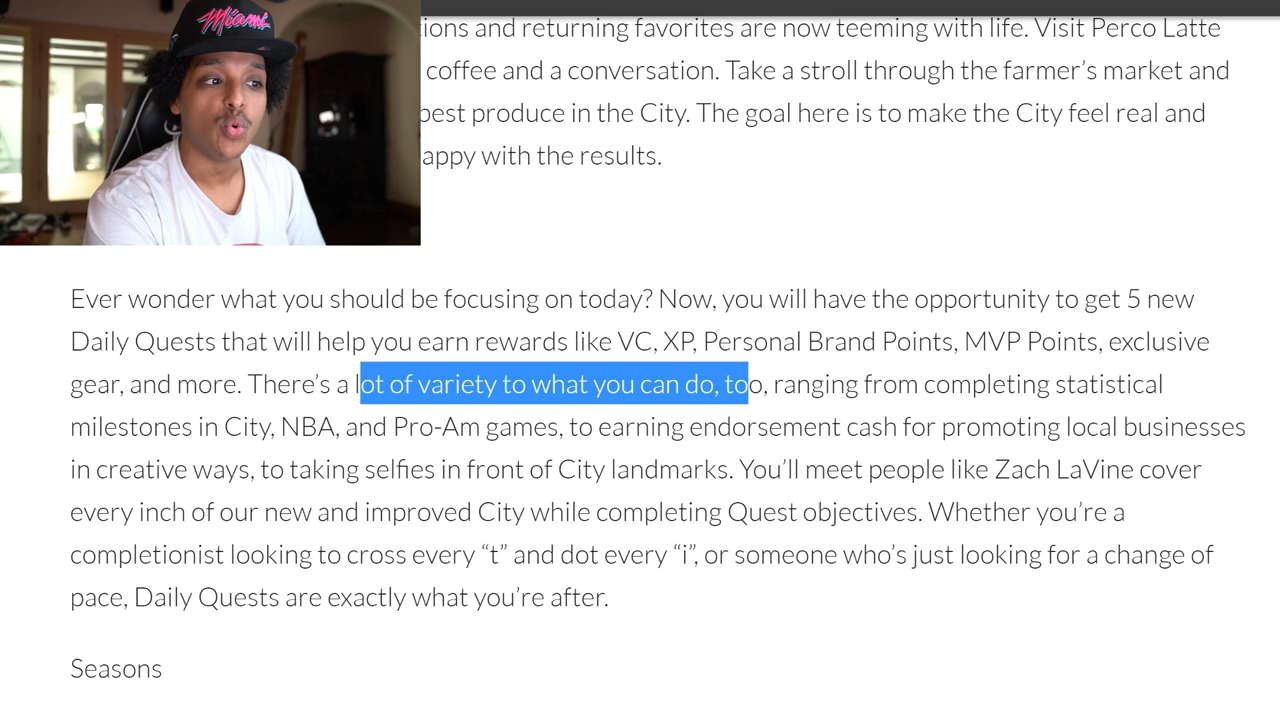 Miami
ions and returning favorites are now teeming with life. Visit Perco Latte
coffee and a conversation. Take a stroll through the farmer’s market and
best produce in the City. The goal here is to make the City feel real and
appy with the results.
Ever wonder what you should be focusing on today? Now, you will have the opportunity to get 5 new
Daily Quests that will help you earn rewards like VC, XP, Personal Brand Points, MVP Points, exclusive
gear, and more. There’s a lot of variety to what you can do, too, ranging from completing statistical
milestones in City, NBA, and Pro-Am games, to earning endorsement cash for promoting local businesses
in creative ways, to taking selfies in front of City landmarks. You’ll meet people like Zach LaVine cover
every inch of our new and improved City while completing Quest objectives. Whether you’re a
completionist looking to cross every “t” and dot every “i”, or someone who’s just looking for a change of
pace, Daily Quests are exactly what you’re after.
Seasons